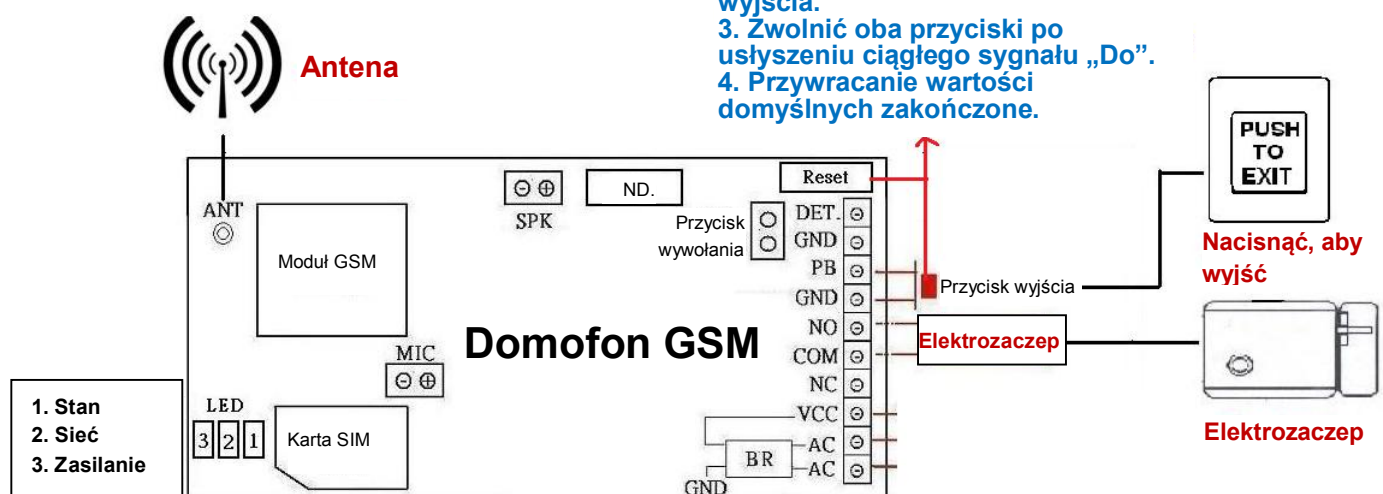 wyjścia.
3. Zwolnić oba przyciski po
usłyszeniu ciągłego sygnału „Do”.
4. Przywracanie wartości
domyślnych zakończone.
Antena
PUSH
TO
EXIT
Nacisnąć, aby
wyjść
ANT
SPK
ND.
Reset
Przycisk
wywołania
DET.
GND
PB
GND
NO
COM
NC
VCC
AC
AC
Moduł GSM
Przycisk wyjścia
Domofon GSM
Elektrozaczep
MIC
Elektrozaczep
1. Stan
2. Sieć
3. Zasilanie
LED
3 2 1
Karta SIM
BR
GND